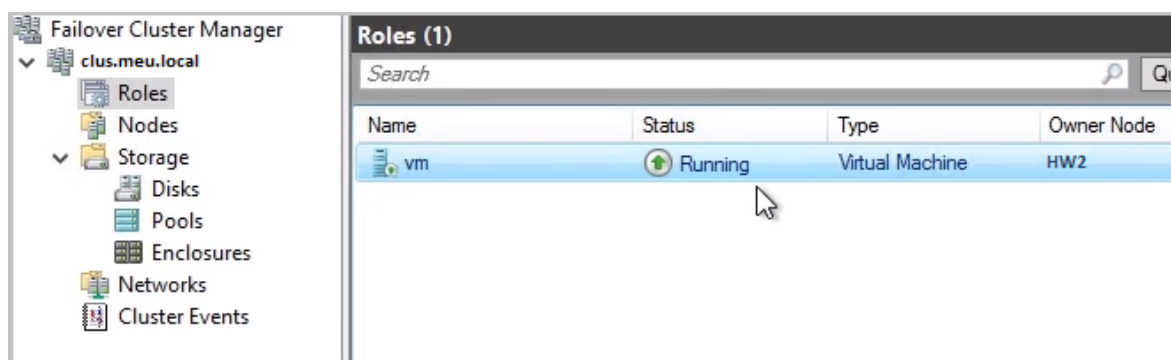 Failover Cluster Manager
clus.meu.local
Roles
Nodes
Storage
Disks
Pools
Enclosures
Networks
Cluster Events
Roles (1)
Search
Qu
Name Status Type Owner Node
vm Running Virtual Machine HW2